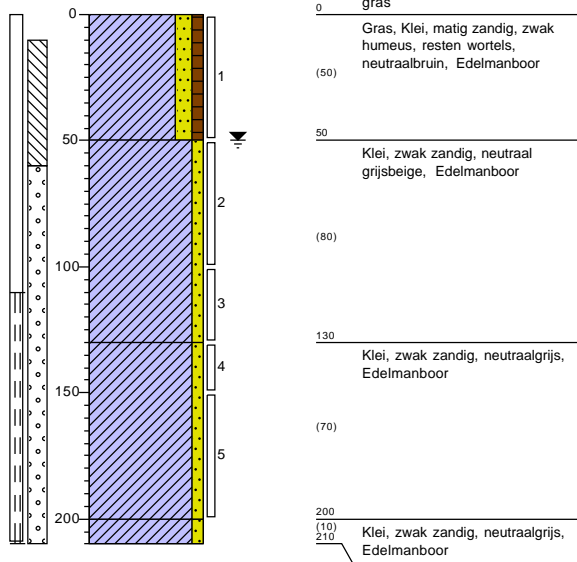 gras
0
0
Gras, Klei, matig zandig, zwak
humeus, resten wortels,
neutraalbruin, Edelmanboor
(50)
1
50
50
Klei, zwak zandig, neutraal
grijsbeige, Edelmanboor
2
(80)
100
3
130
Klei, zwak zandig, neutraalgrijs,
Edelmanboor
4
150
(70)
5
200
200
(10)
210
Klei, zwak zandig, neutraalgrijs,
Edelmanboor